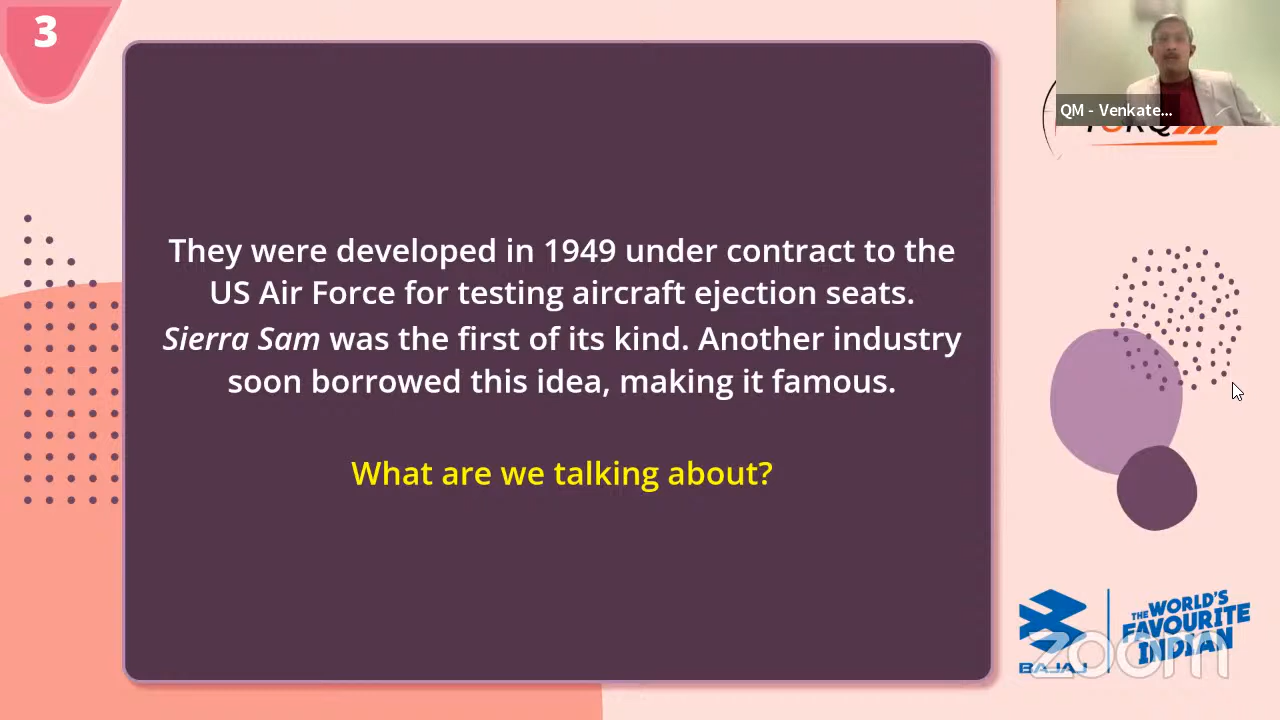 3
QM - Venkate...
They were developed in 1949 under contract to the
US Air Force for testing aircraft ejection seats.
Sierra Sam was the first of its kind. Another industry
soon borrowed this idea, making it famous.
What are we talking about?
BAJAJ
THE WORLD'S
FAVOURITE
INDIAN
zoom